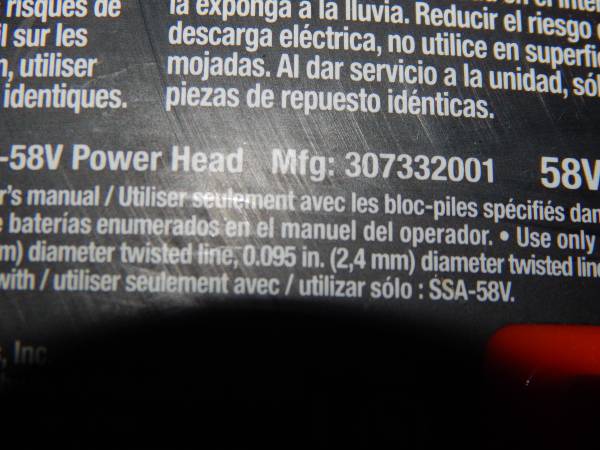 risques de
la exponga a la lluvia. Reducir el riesgo
il sur les
descarga eléctrica, no utilice en superfi
n, utiliser
mojadas. Al dar servicio a la unidad, sól
identiques.
piezas de repuesto idénticas.
-58V Power Head Mfg: 307332001 58V
r's manual / Utiliser seulement avec les bloc-piles spécifiés dan
e baterías enumerados en el manuel del operador. • Use only
m) diameter twisted line, 0.095 in. (2,4 mm) diameter twisted line
with / utiliser seulement avec / utilizar sólo : SSA-58V.
s, Inc.